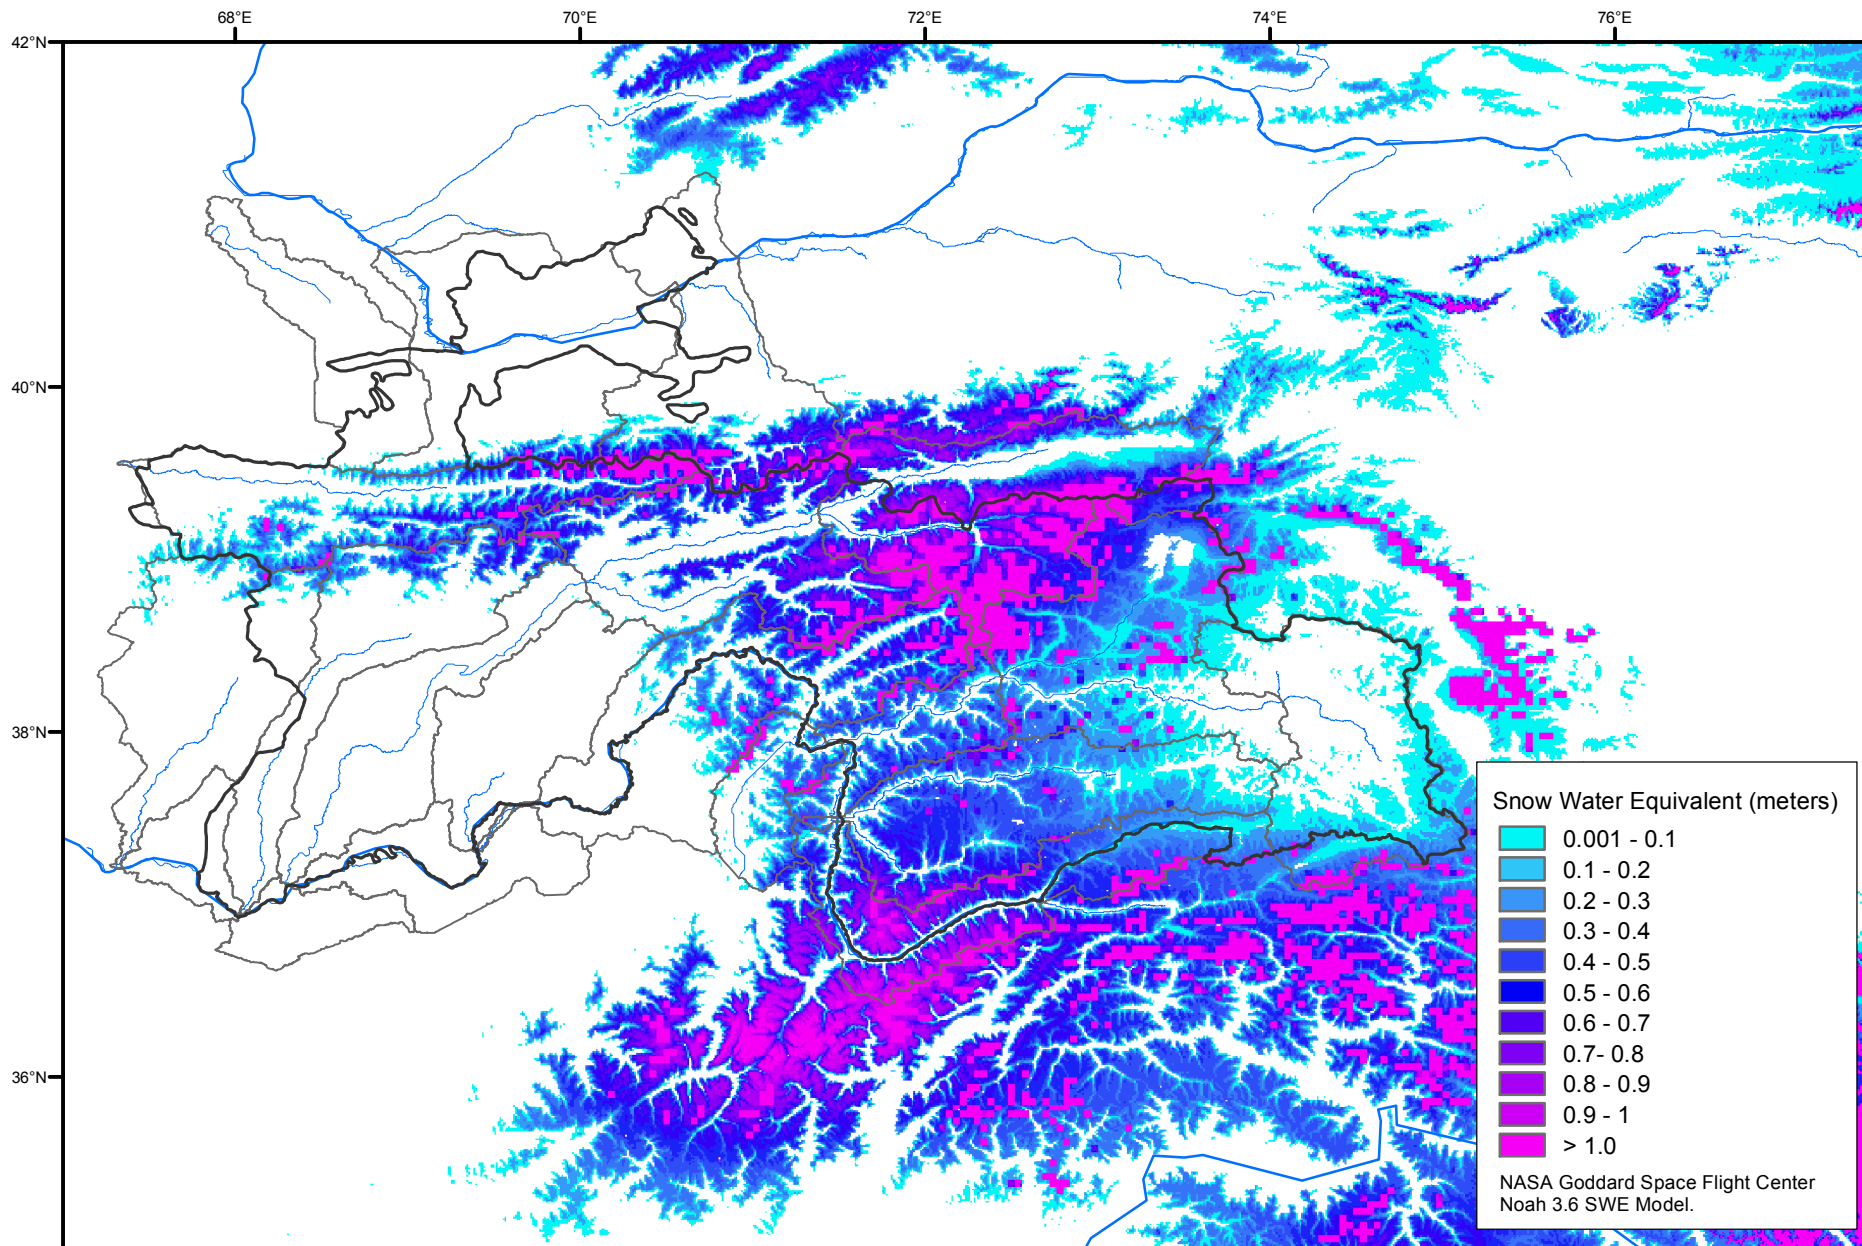 68°E 70°E 72°E 74°E 76°E
42°N
40°N
38°N
36°N
Snow Water Equivalent (meters)
0.001 - 0.1
0.1 - 0.2
0.2 - 0.3
0.3 - 0.4
0.4 - 0.5
0.5 - 0.6
0.6 - 0.7
0.7- 0.8
0.8 - 0.9
0.9 - 1
> 1.0
NASA Goddard Space Flight Center
Noah 3.6 SWE Model.